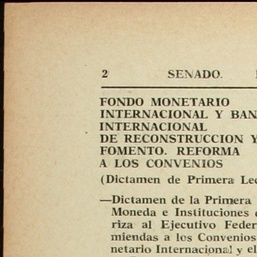 2 SENADO.
FONDO MONETARIO
INTERNACIONAL Y BAN
INTERNACIONAL
DE RECONSTRUCCION Y
FOMENTO. REFORMA
A LOS CONVENIOS
(Dictamen de Primera Lec
—Dictamen de la Primera
Moneda e Instituciones
riza al Ejecutivo Feder
miendas a los Convenios
netario Internacional y el